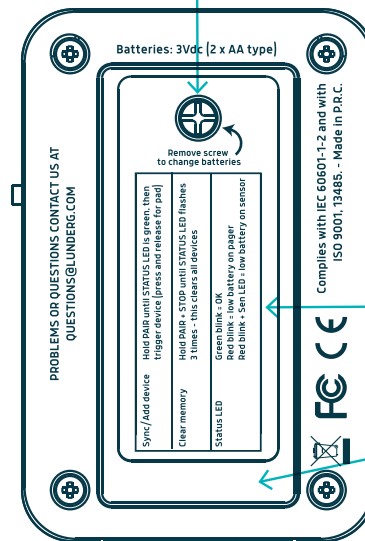 Batteries: 3Vdc (2 x AA type)
Remove screw
to change batteries
PROBLEMS OR QUESTIONS CONTACT US AT
QUESTIONS@LUNDERG.COM
Sync/Add device Hold PAIR until STATUS LED is green, then
trigger device (press and release for pad)
Clear memory Hold PAIR + STOP until STATUS LED flashes
3 times - this clears all devices
Status LED Green blink = OK
Red blink = low battery on pager
Red blink + Sen LED = low battery on sensor
Complies with IEC 60601-1-2 and with
ISO 9001, 13485. - Made in P.R.C.
FC CE